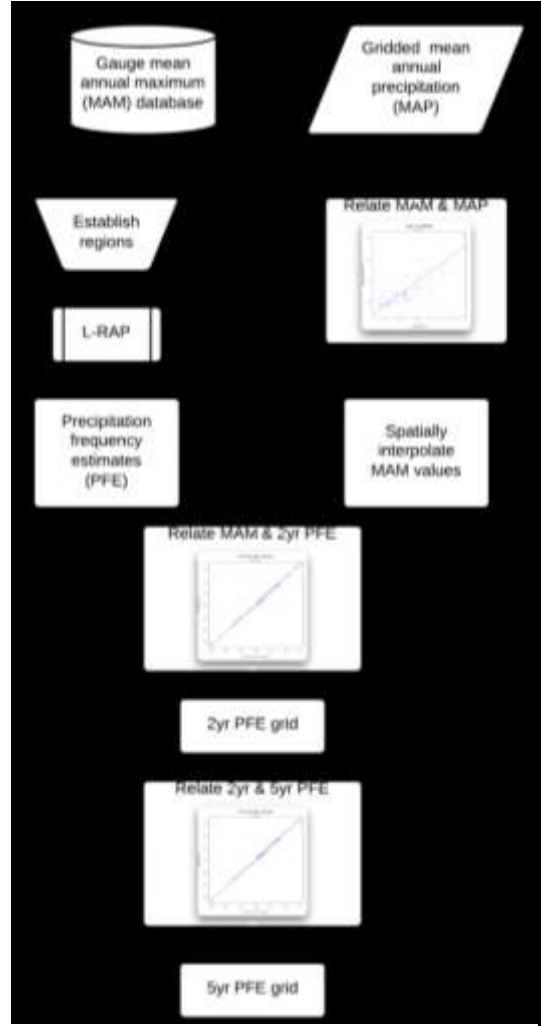 Gauge mean
annual maximum
(MAM) database
Gridded mean
annual
precipitation
(MAP)
Establish
regions
Relate MAM & MAP
L-RAP
Precipitation
frequency
estimates
(PFE)
Spatially
interpolate
MAM values
Relate MAM & 2yr PFE
2yr PFE grid
Relate 2yr & 5yr PFE
5yr PFE grid